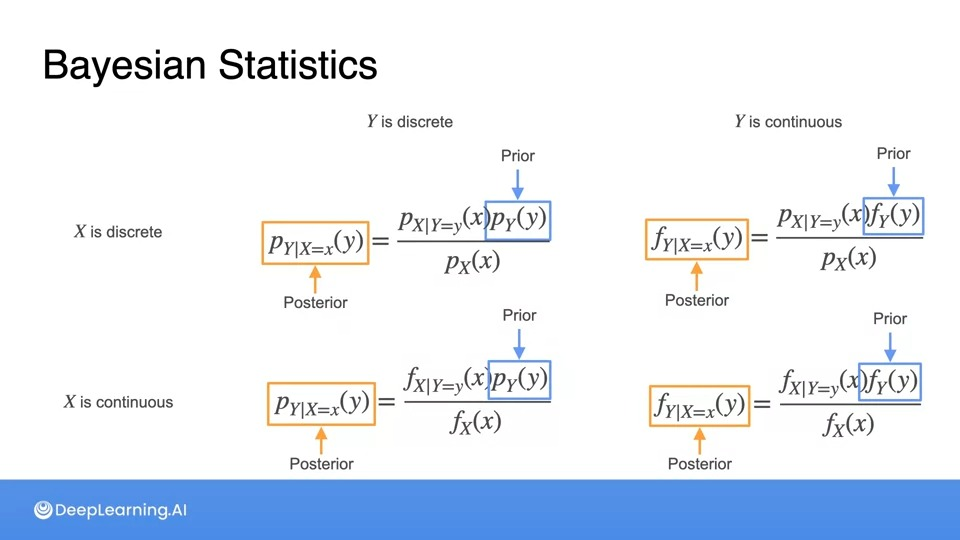 Bayesian Statistics
Y is discrete
Y is continuous
Prior
Prior
X is discrete
p_{Y|X=x}(y) = \frac{p_{X|Y=y}(x)p_Y(y)}{p_X(x)}
f_{Y|X=x}(y) = \frac{p_{X|Y=y}(x)f_Y(y)}{p_X(x)}
Posterior
Posterior
Prior
Prior
X is continuous
p_{Y|X=x}(y) = \frac{f_{X|Y=y}(x)p_Y(y)}{f_X(x)}
f_{Y|X=x}(y) = \frac{f_{X|Y=y}(x)f_Y(y)}{f_X(x)}
Posterior
Posterior
DeepLearning.AI